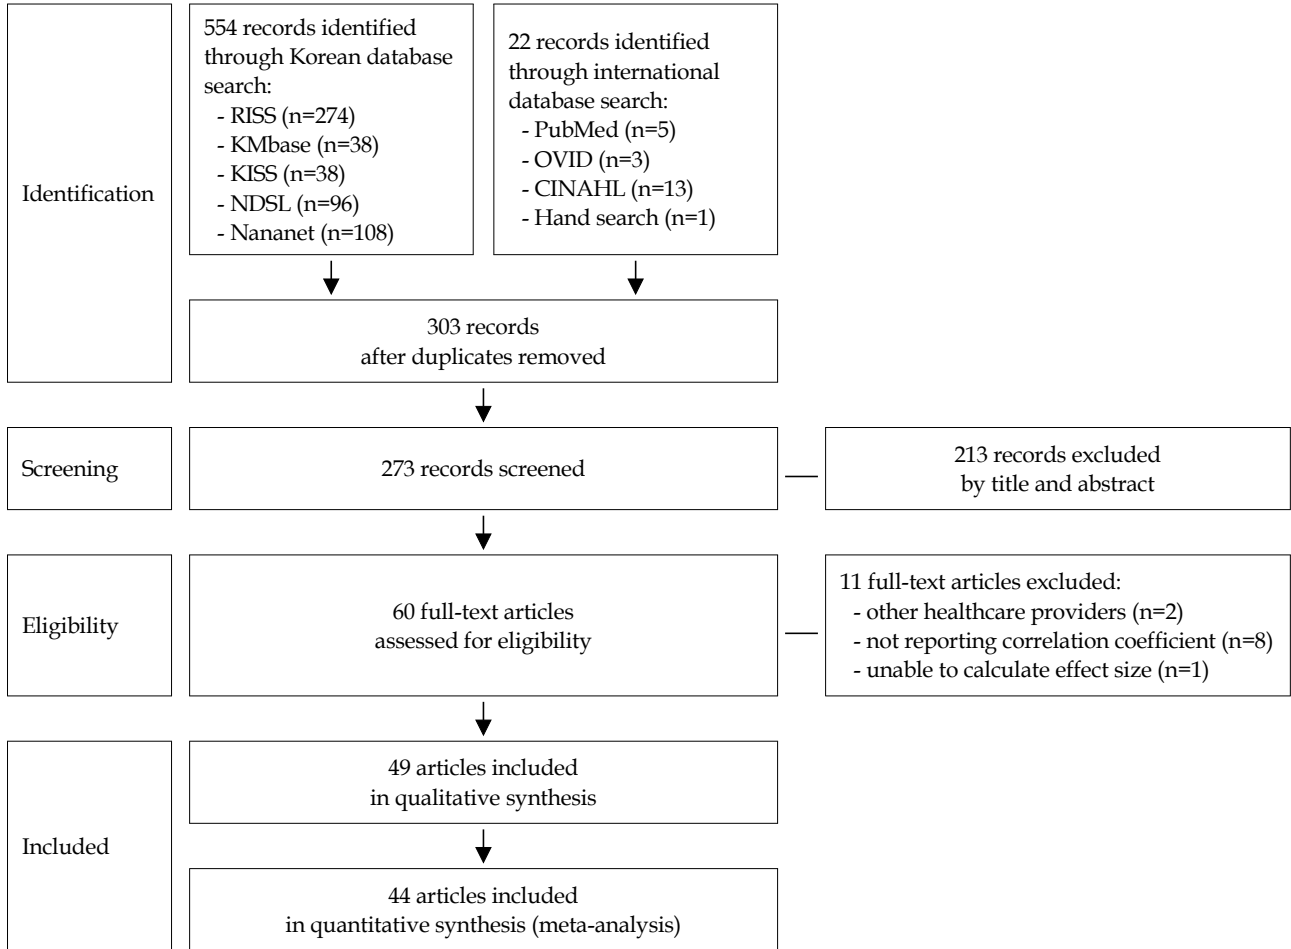 Identification
554 records identified
through Korean database
search:
- RISS (n=274)
- KMbase (n=38)
- KISS (n=38)
- NDSL (n=96)
- Nananet (n=108)
22 records identified
through international
database search:
- PubMed (n=5)
- OVID (n=3)
- CINAHL (n=13)
- Hand search (n=1)
303 records
after duplicates removed
Screening
273 records screened
213 records excluded
by title and abstract
Eligibility
60 full-text articles
assessed for eligibility
11 full-text articles excluded:
- other healthcare providers (n=2)
- not reporting correlation coefficient (n=8)
- unable to calculate effect size (n=1)
Included
49 articles included
in qualitative synthesis
44 articles included
in quantitative synthesis (meta-analysis)